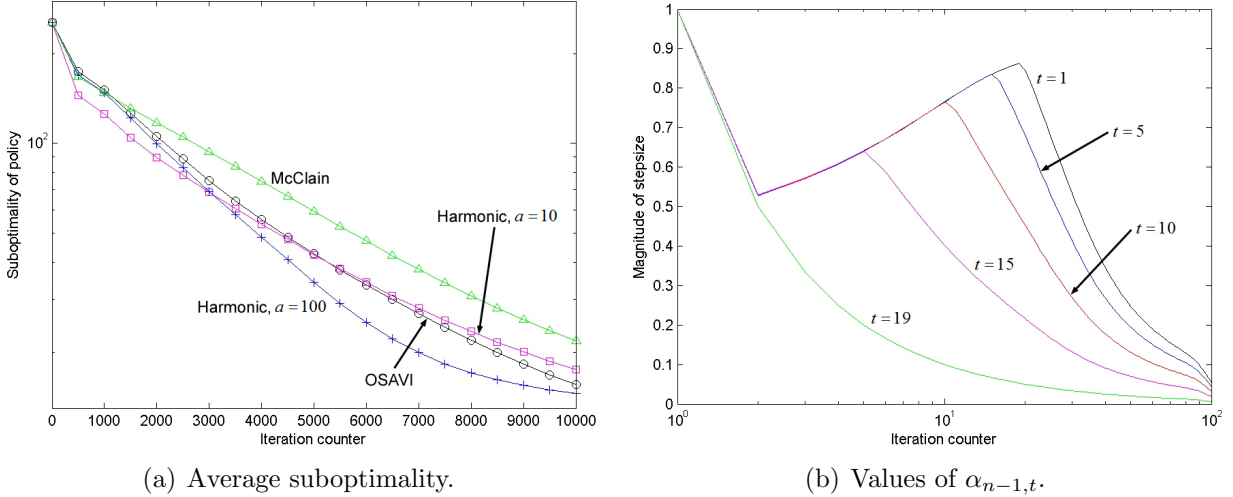 Suboptimality of policy
10²
McClain
Harmonic, a = 10
Harmonic, a = 100
OSAVI
0 1000 2000 3000 4000 5000 6000 7000 8000 9000 10000
Iteration counter
(a) Average suboptimality.
Magnitude of stepsize
1
0.9
0.8
0.7
0.6
0.5
0.4
0.3
0.2
0.1
0
t = 1
t = 5
t = 10
t = 15
t = 19
10⁰ 10¹ 10²
Iteration counter
(b) Values of αₙ₋₁,ₜ.